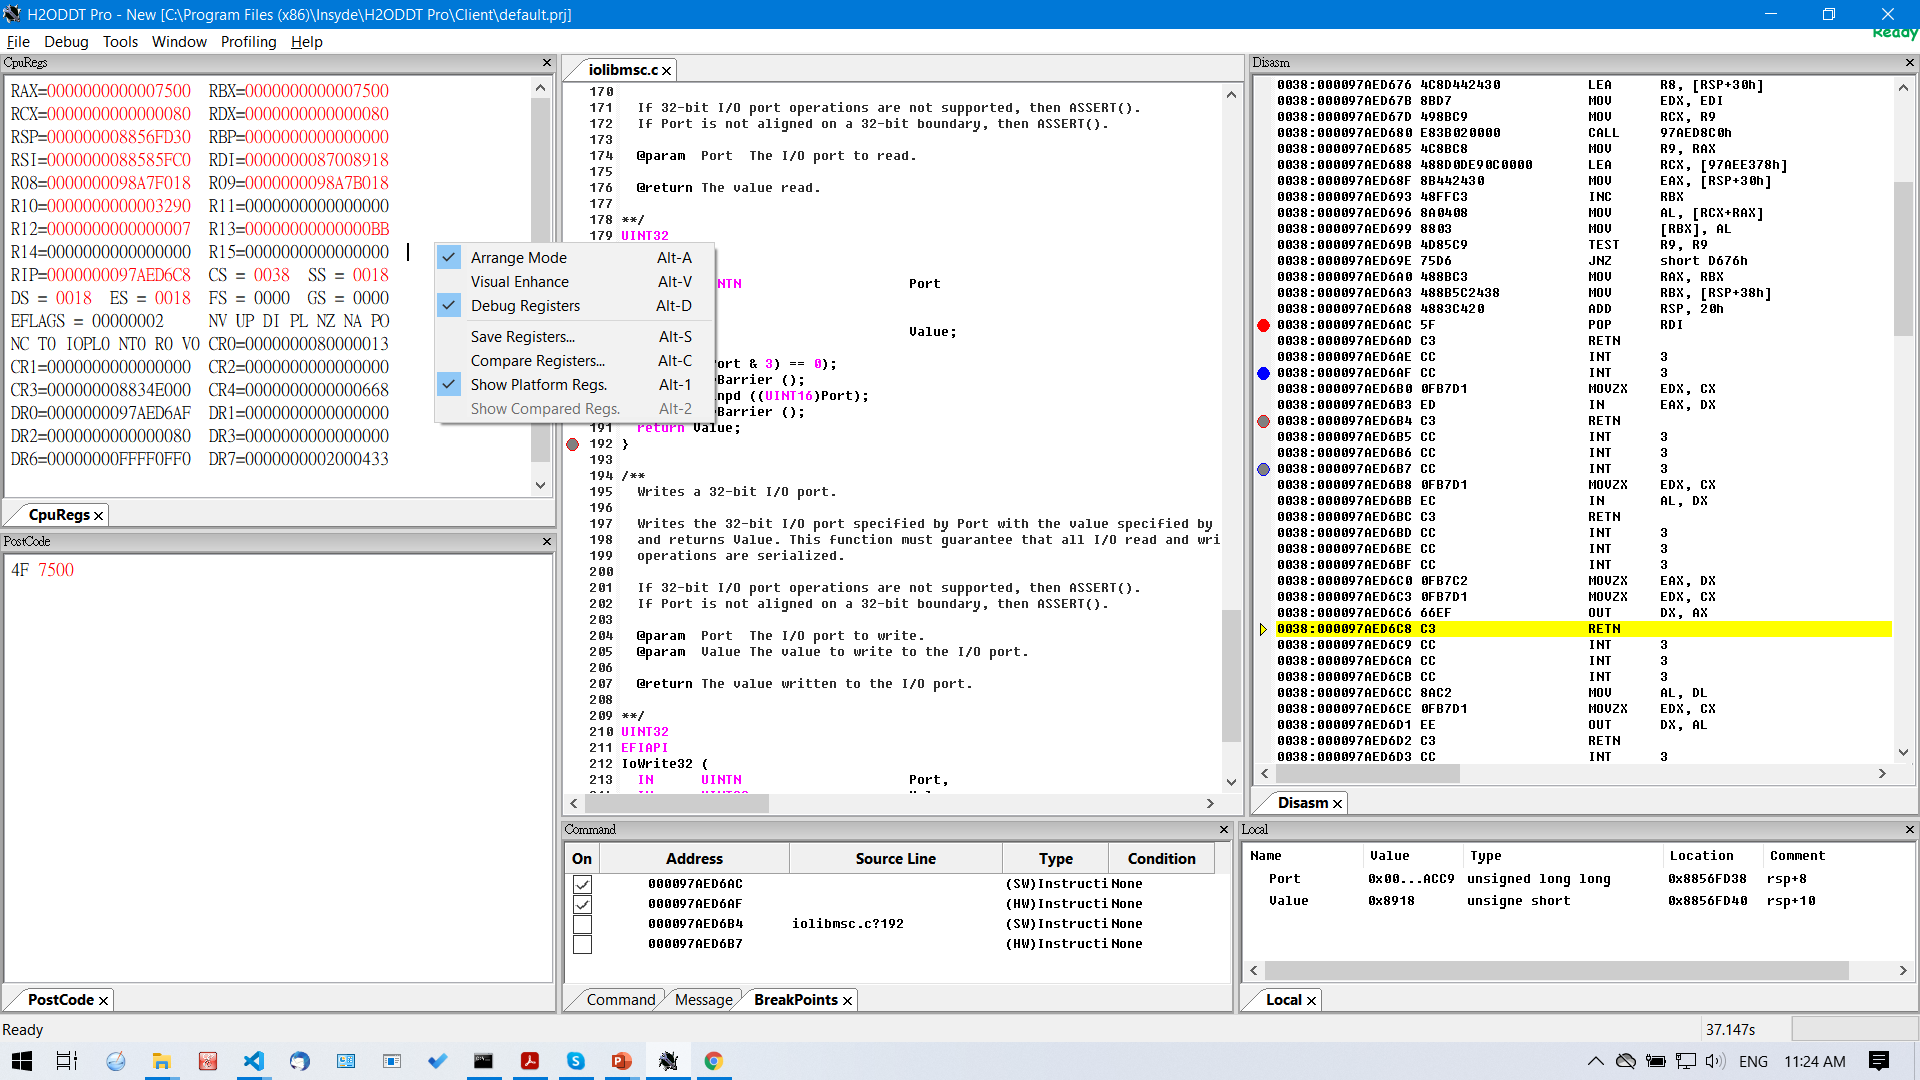 H2ODDT Pro - New [C:\Program Files (x86)\Insyde\H2ODDT Pro\Client\default.prj]
File Debug Tools Window Profiling Help
Ready
CpuRegs
RAX=0000000000007500 RBX=0000000000007500
RCX=0000000000000080 RDX=0000000000000080
RSP=000000008856FD30 RBP=0000000000000000
RSI=0000000088585FC0 RDI=0000000087008918
R08=0000000098A7F018 R09=0000000098A7B018
R10=0000000000003290 R11=0000000000000000
R12=0000000000000007 R13=00000000000000BB
R14=0000000000000000 R15=0000000000000000
RIP=0000000097AED6C8 CS = 0038 SS = 0018
DS = 0018 ES = 0018 FS = 0000 GS = 0000
EFLAGS = 00000002 NV UP DI PL NZ NA PO
NC T0 IOPL0 NT0 R0 V0 CR0=0000000080000013
CR1=0000000000000000 CR2=0000000000000000
CR3=000000008834E000 CR4=0000000000000668
DR0=0000000097AED6AF DR1=0000000000000000
DR2=0000000000000080 DR3=0000000000000000
DR6=00000000FFFF0FF0 DR7=0000000002000433
CpuRegs
Arrange Mode Alt-A
Visual Enhance Alt-V
Debug Registers Alt-D
Save Registers... Alt-S
Compare Registers... Alt-C
Show Platform Regs. Alt-1
Show Compared Regs. Alt-2
PostCode
4F 7500
PostCode
iolibmsc.c
170
171 If 32-bit I/O port operations are not supported, then ASSERT().
172 If Port is not aligned on a 32-bit boundary, then ASSERT().
173
174 @param Port The I/O port to read.
175
176 @return The value read.
177
178 **/
179 UINT32
NTN Port
Value;
ort & 3) == 0);
Barrier ();
npd ((UINT16)Port);
Barrier ();
191 return Value;
192 }
193
194 /**
195 Writes a 32-bit I/O port.
196
197 Writes the 32-bit I/O port specified by Port with the value specified by
198 and returns Value. This function must guarantee that all I/O read and wri
199 operations are serialized.
200
201 If 32-bit I/O port operations are not supported, then ASSERT().
202 If Port is not aligned on a 32-bit boundary, then ASSERT().
203
204 @param Port The I/O port to write.
205 @param Value The value to write to the I/O port.
206
207 @return The value written to the I/O port.
208
209 **/
210 UINT32
211 EFIAPI
212 IoWrite32 (
213 IN UINTN Port,
Disasm
0038:000097AED676 4C8D442430 LEA R8, [RSP+30h]
0038:000097AED67B 8BD7 MOV EDX, EDI
0038:000097AED67D 498BC9 MOV RCX, R9
0038:000097AED680 E83B020000 CALL 97AED8C0h
0038:000097AED685 4C8BC8 MOV R9, RAX
0038:000097AED688 488D0DE90C0000 LEA RCX, [97AEE378h]
0038:000097AED68F 8B442430 MOV EAX, [RSP+30h]
0038:000097AED693 48FFC3 INC RBX
0038:000097AED696 8A0408 MOV AL, [RCX+RAX]
0038:000097AED699 8803 MOV [RBX], AL
0038:000097AED69B 4D85C9 TEST R9, R9
0038:000097AED69E 75D6 JNZ short D676h
0038:000097AED6A0 488BC3 MOV RAX, RBX
0038:000097AED6A3 488B5C2438 MOV RBX, [RSP+38h]
0038:000097AED6A8 4883C420 ADD RSP, 20h
0038:000097AED6AC 5F POP RDI
0038:000097AED6AD C3 RETN
0038:000097AED6AE CC INT 3
0038:000097AED6AF CC INT 3
0038:000097AED6B0 0FB7D1 MOVZX EDX, CX
0038:000097AED6B3 ED IN EAX, DX
0038:000097AED6B4 C3 RETN
0038:000097AED6B5 CC INT 3
0038:000097AED6B6 CC INT 3
0038:000097AED6B7 CC INT 3
0038:000097AED6B8 0FB7D1 MOVZX EDX, CX
0038:000097AED6BB EC IN AL, DX
0038:000097AED6BC C3 RETN
0038:000097AED6BD CC INT 3
0038:000097AED6BE CC INT 3
0038:000097AED6BF CC INT 3
0038:000097AED6C0 0FB7C2 MOVZX EAX, DX
0038:000097AED6C3 0FB7D1 MOVZX EDX, CX
0038:000097AED6C6 66EF OUT DX, AX
0038:000097AED6C8 C3 RETN
0038:000097AED6C9 CC INT 3
0038:000097AED6CA CC INT 3
0038:000097AED6CB CC INT 3
0038:000097AED6CC 8AC2 MOV AL, DL
0038:000097AED6CE 0FB7D1 MOVZX EDX, CX
0038:000097AED6D1 EE OUT DX, AL
0038:000097AED6D2 C3 RETN
0038:000097AED6D3 CC INT 3
Disasm
Command
On Address Source Line Type Condition
000097AED6AC (SW)Instructi None
000097AED6AF (HW)Instructi None
000097AED6B4 iolibmsc.c?192 (SW)Instructi None
000097AED6B7 (HW)Instructi None
Command Message BreakPoints
Local
Name Value Type Location Comment
Port 0x00...ACC9 unsigned long long 0x8856FD38 rsp+8
Value 0x8918 unsigne short 0x8856FD40 rsp+10
Local
Ready 37.147s
ENG 11:24 AM